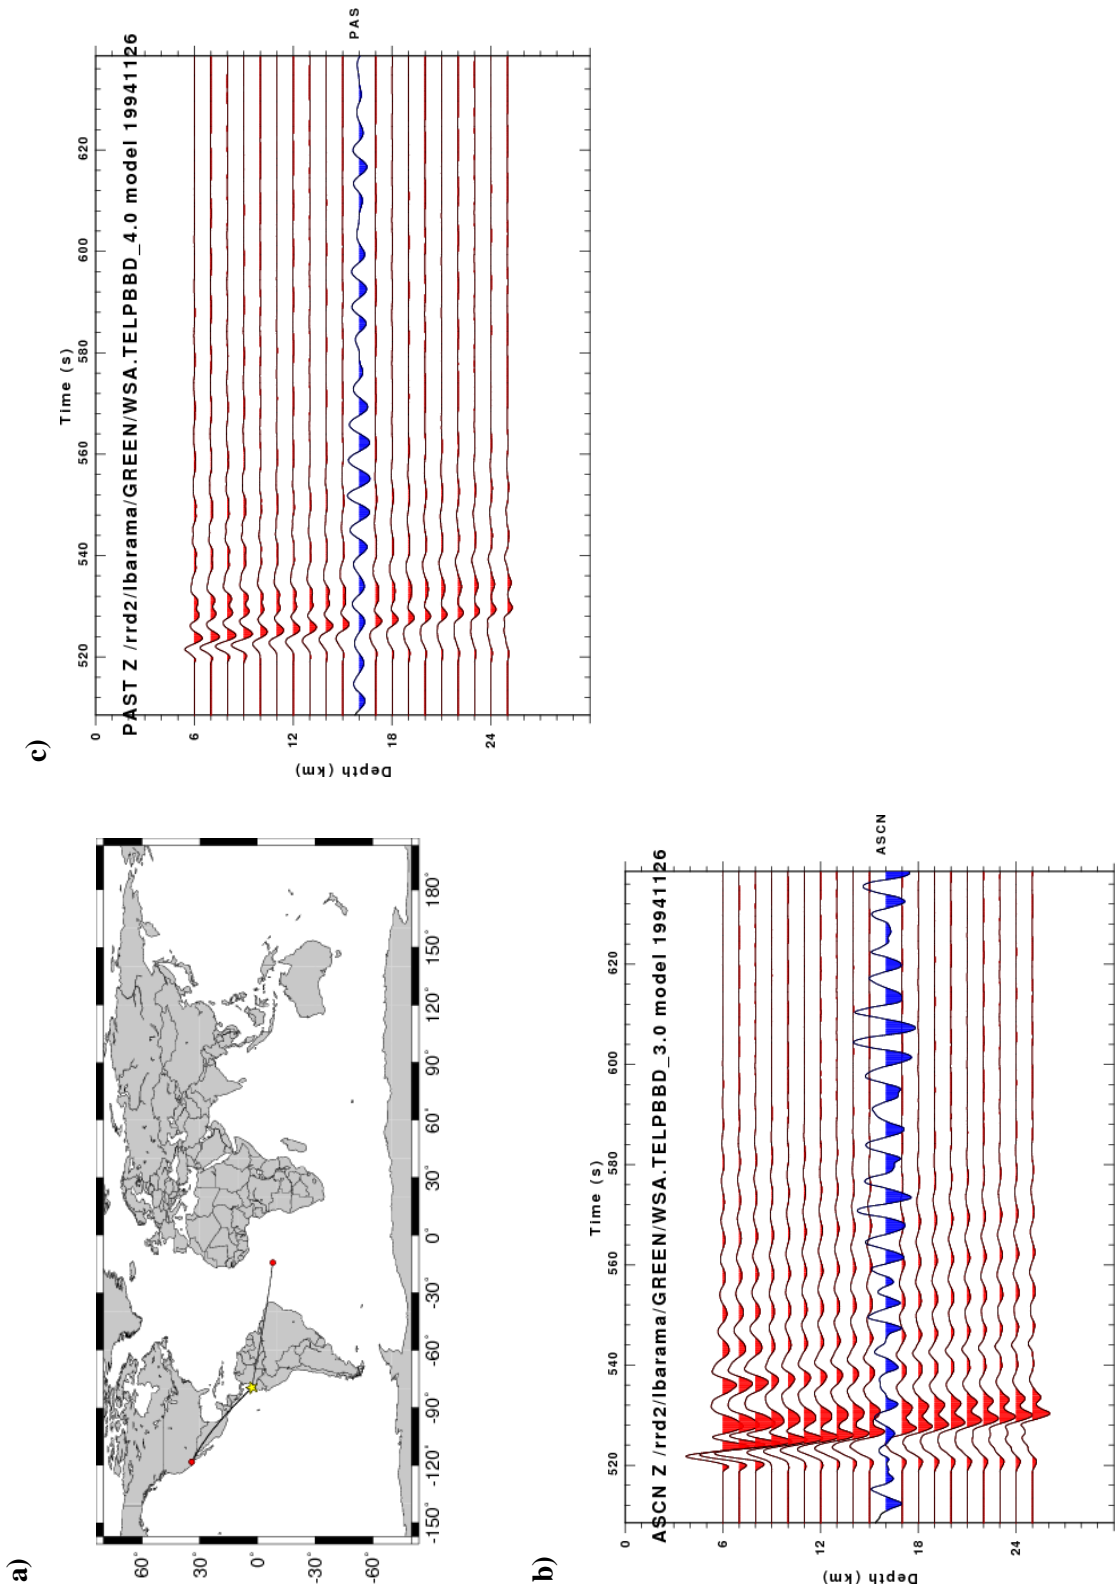 a)
60°
30°
0°
-30°
-60°
-150° -120° -90° -60° -30° 0° 30° 60° 90° 120° 150° 180°
b)
ASCN Z /rrd2/lbarama/GREEN/WSA.TELPBBD_3.0 model 19941126
Time (s)
520 540 560 580 600 620
Depth (km)
0
6
12
18
24
ASCN
c)
PAST Z /rrd2/lbarama/GREEN/WSA.TELPBBD_4.0 model 19941126
Time (s)
520 540 560 580 600 620
Depth (km)
0
6
12
18
24
PAS